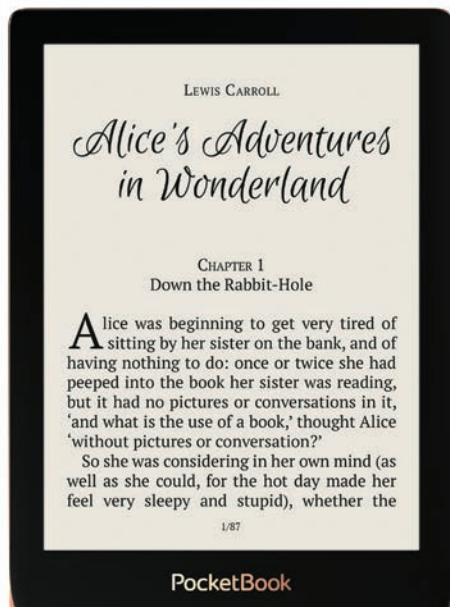 Lewis Carroll
Alice's Adventures
in Wonderland
Chapter 1
Down the Rabbit-Hole
Alice was beginning to get very tired of
sitting by her sister on the bank, and of
having nothing to do: once or twice she had
peeped into the book her sister was reading,
but it had no pictures or conversations in it,
‘and what is the use of a book,’ thought Alice
‘without pictures or conversation?’
So she was considering in her own mind (as
well as she could, for the hot day made her
feel very sleepy and stupid), whether the
1/87
PocketBook